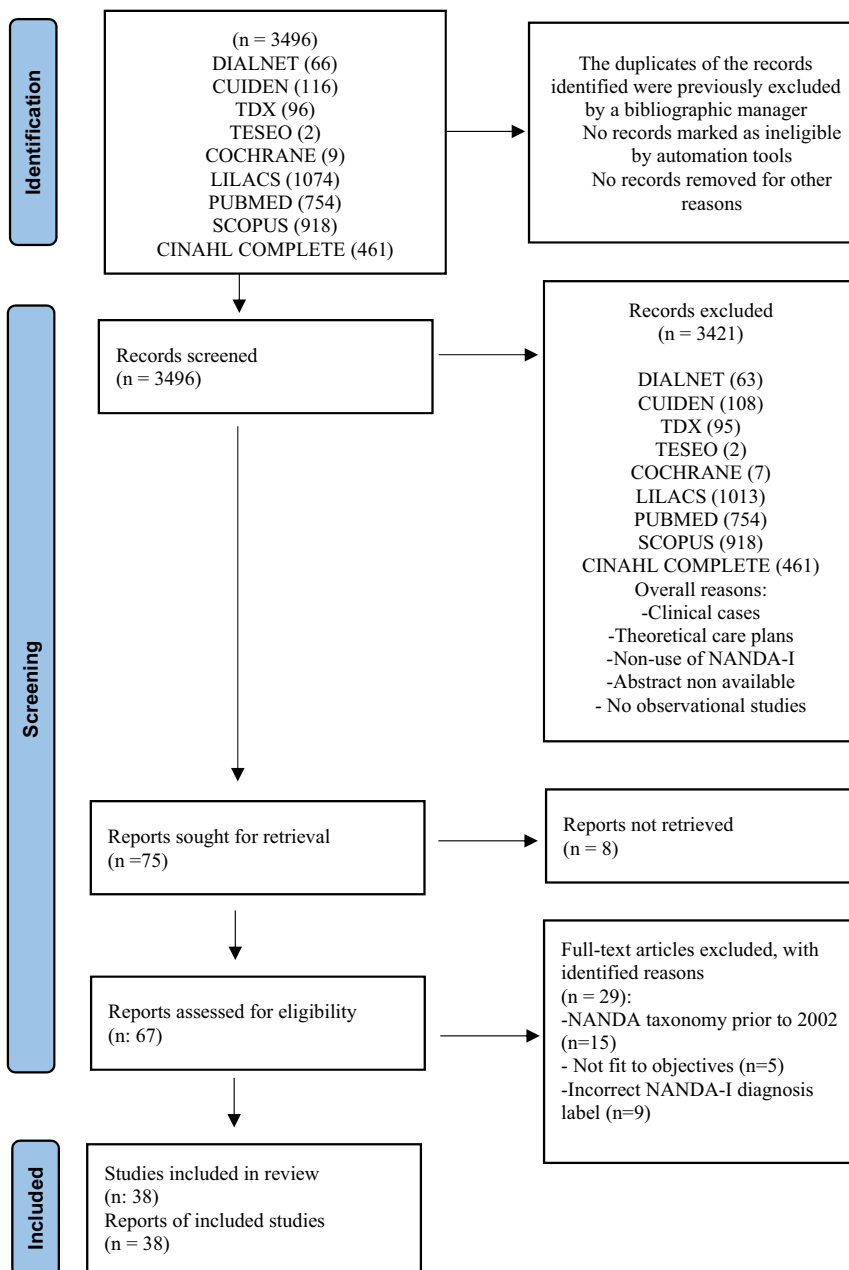 Identification
(n = 3496)
DIALNET (66)
CUIDEN (116)
TDX (96)
TESEO (2)
COCHRANE (9)
LILACS (1074)
PUBMED (754)
SCOPUS (918)
CINAHL COMPLETE (461)
The duplicates of the records
identified were previously excluded
by a bibliographic manager
No records marked as ineligible
by automation tools
No records removed for other
reasons
Screening
Records screened
(n = 3496)
Records excluded
(n = 3421)
DIALNET (63)
CUIDEN (108)
TDX (95)
TESEO (2)
COCHRANE (7)
LILACS (1013)
PUBMED (754)
SCOPUS (918)
CINAHL COMPLETE (461)
Overall reasons:
-Clinical cases
-Theoretical care plans
-Non-use of NANDA-I
-Abstract non available
- No observational studies
Reports sought for retrieval
(n =75)
Reports not retrieved
(n = 8)
Reports assessed for eligibility
(n: 67)
Full-text articles excluded, with
identified reasons
(n = 29):
-NANDA taxonomy prior to 2002
(n=15)
- Not fit to objectives (n=5)
-Incorrect NANDA-I diagnosis
label (n=9)
Included
Studies included in review
(n: 38)
Reports of included studies
(n = 38)